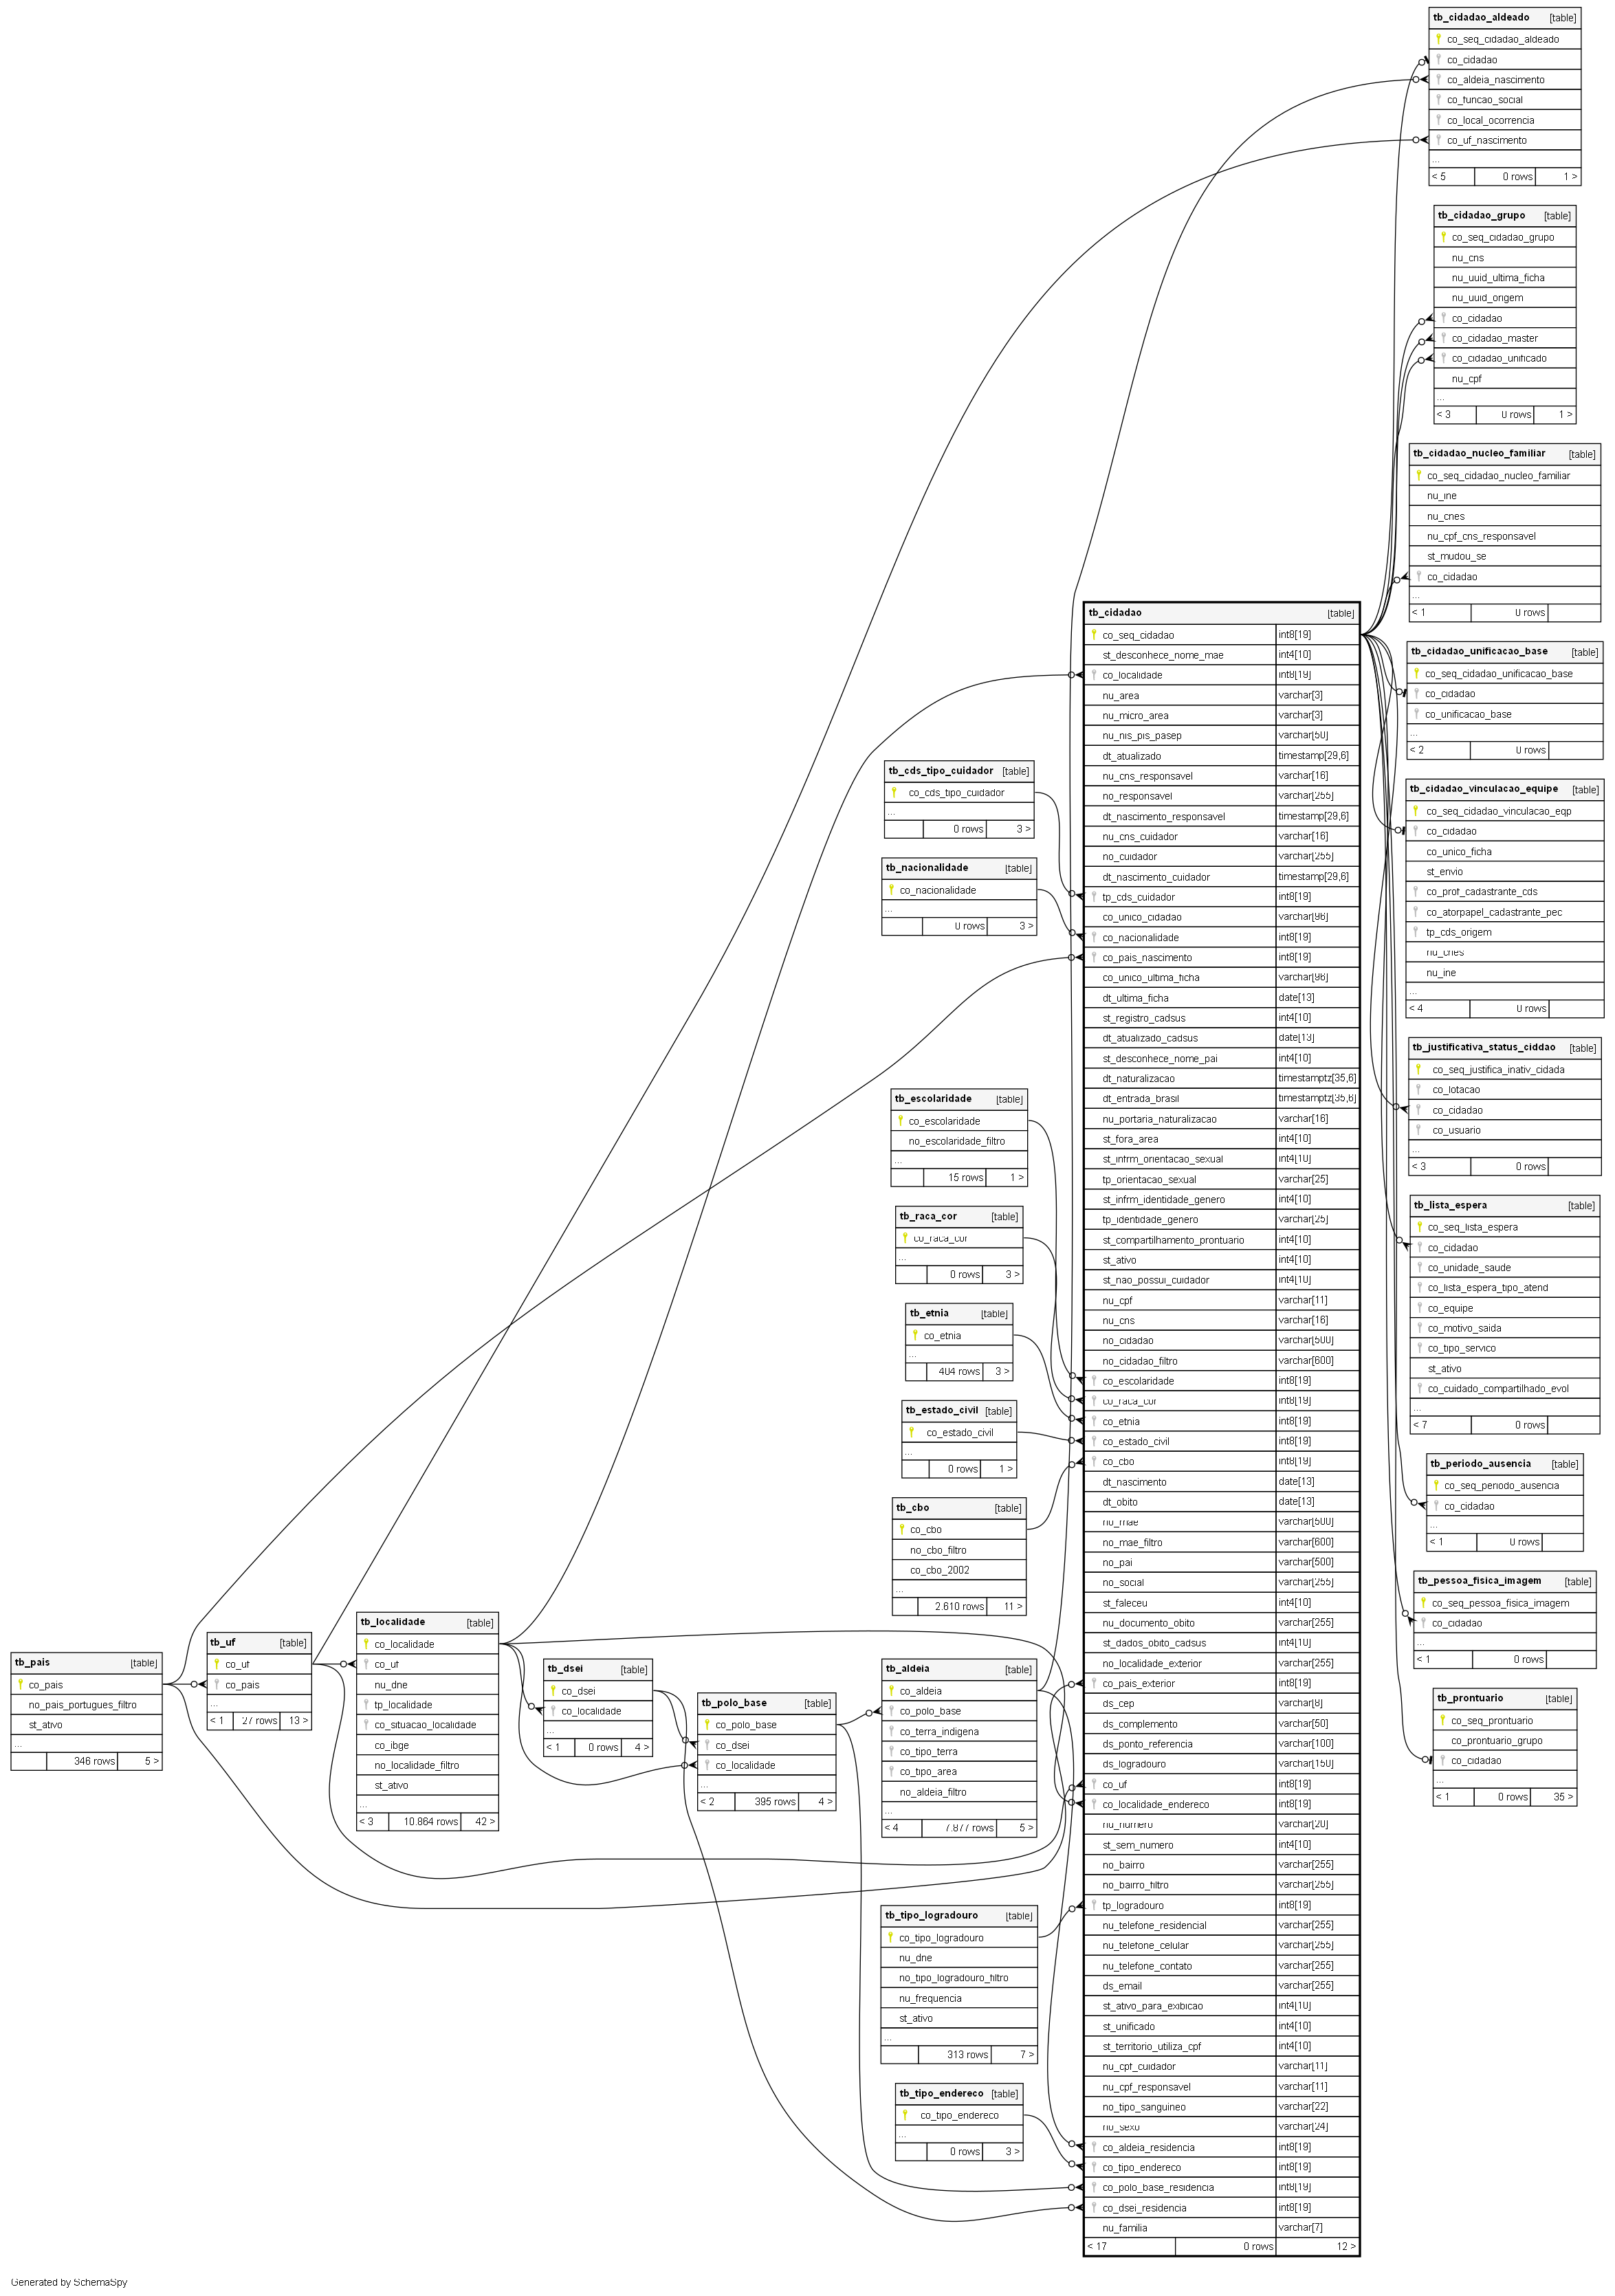 tb_cidadao_aldeado [table]
co_seq_cidadao_aldeado
co_cidadao
co_aldeia_nascimento
co_funcao_social
co_local_ocorrencia
co_uf_nascimento
...
< 5 0 rows 1 >
tb_cidadao_grupo [table]
co_seq_cidadao_grupo
nu_cns
nu_uuid_ultima_ficha
nu_uuid_origem
co_cidadao
co_cidadao_master
co_cidadao_unificado
nu_cpf
...
< 3 0 rows 1 >
tb_cidadao_nucleo_familiar [table]
co_seq_cidadao_nucleo_familiar
nu_ine
nu_cnes
nu_cpf_cns_responsavel
st_mudou_se
co_cidadao
...
< 1 0 rows
tb_cidadao_unificacao_base [table]
co_seq_cidadao_unificacao_base
co_cidadao
co_unificacao_base
...
< 2 0 rows
tb_cidadao_vinculacao_equipe [table]
co_seq_cidadao_vinculacao_eqp
co_cidadao
co_unico_ficha
st_envio
co_prof_cadastrante_cds
co_atorpapel_cadastrante_pec
tp_cds_origem
nu_cnes
nu_ine
...
< 4 0 rows
tb_justificativa_status_ciddao [table]
co_seq_justifica_inativ_cidada
co_lotacao
co_cidadao
co_usuario
...
< 3 0 rows
tb_lista_espera [table]
co_seq_lista_espera
co_cidadao
co_unidade_saude
co_lista_espera_tipo_atend
co_equipe
co_motivo_saida
co_tipo_servico
st_ativo
co_cuidado_compartilhado_evol
...
< 7 0 rows
tb_periodo_ausencia [table]
co_seq_periodo_ausencia
co_cidadao
...
< 1 0 rows
tb_pessoa_fisica_imagem [table]
co_seq_pessoa_fisica_imagem
co_cidadao
...
< 1 0 rows
tb_prontuario [table]
co_seq_prontuario
co_prontuario_grupo
co_cidadao
...
< 1 0 rows 35 >
tb_cidadao [table]
co_seq_cidadao int8[19]
st_desconhece_nome_mae int4[10]
co_localidade int8[19]
nu_area varchar[3]
nu_micro_area varchar[3]
nu_nis_pis_pasep varchar[50]
dt_atualizado timestamp[29,6]
nu_cns_responsavel varchar[16]
no_responsavel varchar[255]
dt_nascimento_responsavel timestamp[29,6]
nu_cns_cuidador varchar[16]
no_cuidador varchar[255]
dt_nascimento_cuidador timestamp[29,6]
tp_cds_cuidador int8[19]
co_unico_cidadao varchar[96]
co_nacionalidade int8[19]
co_pais_nascimento int8[19]
co_unico_ultima_ficha varchar[96]
dt_ultima_ficha date[13]
st_registro_cadsus int4[10]
dt_atualizado_cadsus date[13]
st_desconhece_nome_pai int4[10]
dt_naturalizacao timestamptz[35,6]
dt_entrada_brasil timestamptz[35,6]
nu_portaria_naturalizacao varchar[16]
st_fora_area int4[10]
st_infrm_orientacao_sexual int4[10]
tp_orientacao_sexual varchar[25]
st_infrm_identidade_genero int4[10]
tp_identidade_genero varchar[25]
st_compartilhamento_prontuario int4[10]
st_ativo int4[10]
st_nao_possui_cuidador int4[10]
nu_cpf varchar[11]
nu_cns varchar[16]
no_cidadao varchar[500]
no_cidadao_filtro varchar[600]
co_escolaridade int8[19]
co_raca_cor int8[19]
co_etnia int8[19]
co_estado_civil int8[19]
co_cbo int8[19]
dt_nascimento date[13]
dt_obito date[13]
no_mae varchar[500]
no_mae_filtro varchar[600]
no_pai varchar[500]
no_social varchar[255]
st_faleceu int4[10]
nu_documento_obito varchar[255]
st_dados_obito_cadsus int4[10]
no_localidade_exterior varchar[255]
co_pais_exterior int8[19]
ds_cep varchar[8]
ds_complemento varchar[50]
ds_ponto_referencia varchar[100]
ds_logradouro varchar[150]
co_uf int8[19]
co_localidade_endereco int8[19]
nu_numero varchar[20]
st_sem_numero int4[10]
no_bairro varchar[255]
no_bairro_filtro varchar[255]
tp_logradouro int8[19]
nu_telefone_residencial varchar[255]
nu_telefone_celular varchar[255]
nu_telefone_contato varchar[255]
ds_email varchar[255]
st_ativo_para_exibicao int4[10]
st_unificado int4[10]
st_territorio_utiliza_cpf int4[10]
nu_cpf_cuidador varchar[11]
nu_cpf_responsavel varchar[11]
no_tipo_sanguineo varchar[22]
no_sexo varchar[24]
co_aldeia_residencia int8[19]
co_tipo_endereco int8[19]
co_polo_base_residencia int8[19]
co_dsei_residencia int8[19]
nu_familia varchar[7]
< 17 0 rows 12 >
tb_cds_tipo_cuidador [table]
co_cds_tipo_cuidador
...
0 rows 3 >
tb_nacionalidade [table]
co_nacionalidade
...
0 rows 3 >
tb_escolaridade [table]
co_escolaridade
no_escolaridade_filtro
...
15 rows 1 >
tb_raca_cor [table]
co_raca_cor
...
0 rows 3 >
tb_etnia [table]
co_etnia
...
404 rows 3 >
tb_estado_civil [table]
co_estado_civil
...
0 rows 1 >
tb_cbo [table]
co_cbo
no_cbo_filtro
co_cbo_2002
...
2.610 rows 11 >
tb_pais [table]
co_pais
no_pais_portugues_filtro
st_ativo
...
346 rows 5 >
tb_uf [table]
co_uf
co_pais
...
< 1 27 rows 13 >
tb_localidade [table]
co_localidade
co_uf
nu_dne
tp_localidade
co_situacao_localidade
co_ibge
no_localidade_filtro
st_ativo
...
< 3 10.864 rows 42 >
tb_dsei [table]
co_dsei
co_localidade
...
< 1 0 rows 4 >
tb_polo_base [table]
co_polo_base
co_dsei
co_localidade
...
< 2 395 rows 4 >
tb_aldeia [table]
co_aldeia
co_polo_base
co_terra_indigena
co_tipo_terra
co_tipo_area
no_aldeia_filtro
...
< 4 7.877 rows 5 >
tb_tipo_logradouro [table]
co_tipo_logradouro
nu_dne
no_tipo_logradouro_filtro
nu_frequencia
st_ativo
...
313 rows 7 >
tb_tipo_endereco [table]
co_tipo_endereco
...
0 rows 3 >
Generated by SchemaSpy